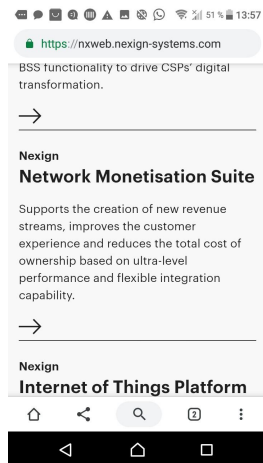 51 % 13:57
https://nxweb.nexign-systems.com
BSS functionality to drive CSPs' digital
transformation.
Nexign
Network Monetisation Suite
Supports the creation of new revenue
streams, improves the customer
experience and reduces the total cost of
ownership based on ultra-level
performance and flexible integration
capability.
Nexign
Internet of Things Platform
2